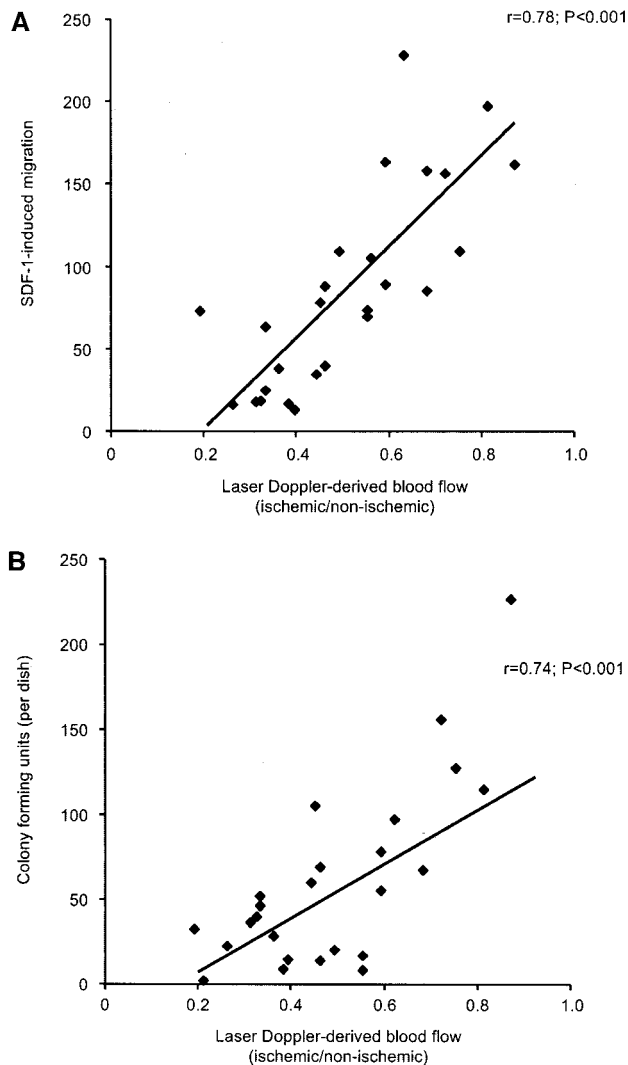 A
r=0.78; P<0.001
250
200
150
100
50
0
SDF-1-induced migration
0 0.2 0.4 0.6 0.8 1.0
Laser Doppler-derived blood flow
(ischemic/non-ischemic)
B
250
200
150
100
50
0
Colony forming units (per dish)
r=0.74; P<0.001
0 0.2 0.4 0.6 0.8 1.0
Laser Doppler-derived blood flow
(ischemic/non-ischemic)